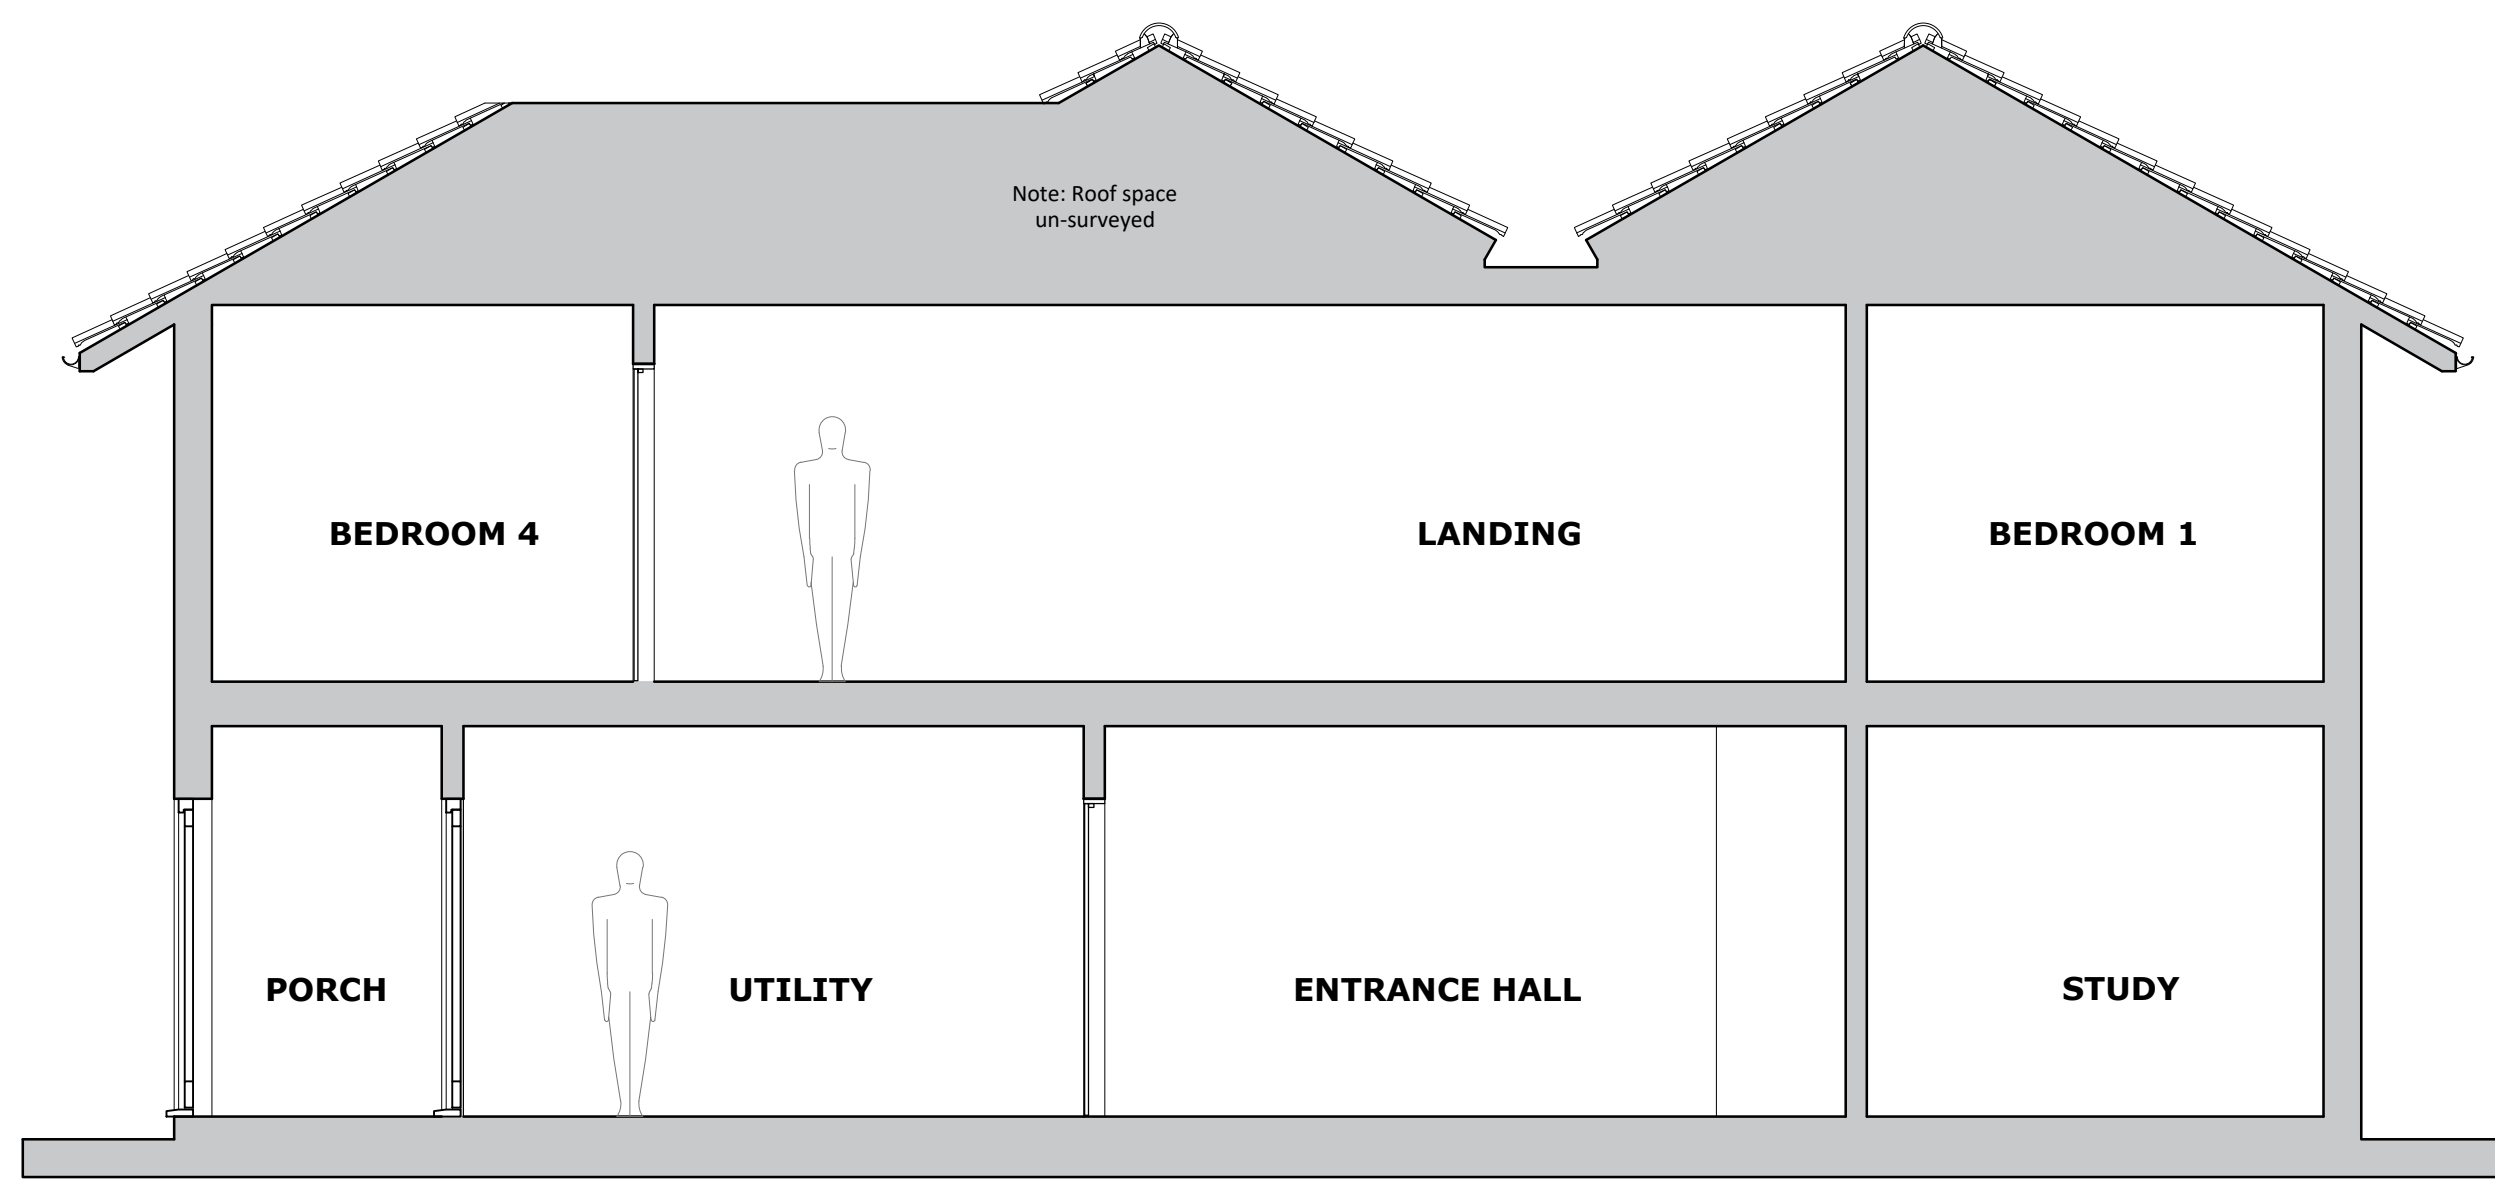 Note: Roof space
un-surveyed
BEDROOM 4
LANDING
BEDROOM 1
PORCH
UTILITY
ENTRANCE HALL
STUDY